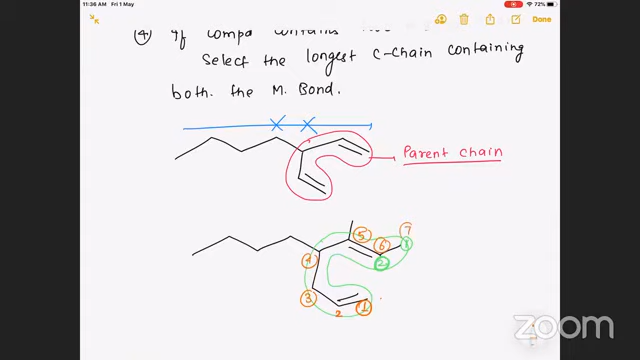 11:36 AM Fri 1 May
72%
Done
④ If compd contains
Select the longest C-chain containing
both the M. Bond.
Parent chain
7
5
6
1
2
4
3
2
1
zoom